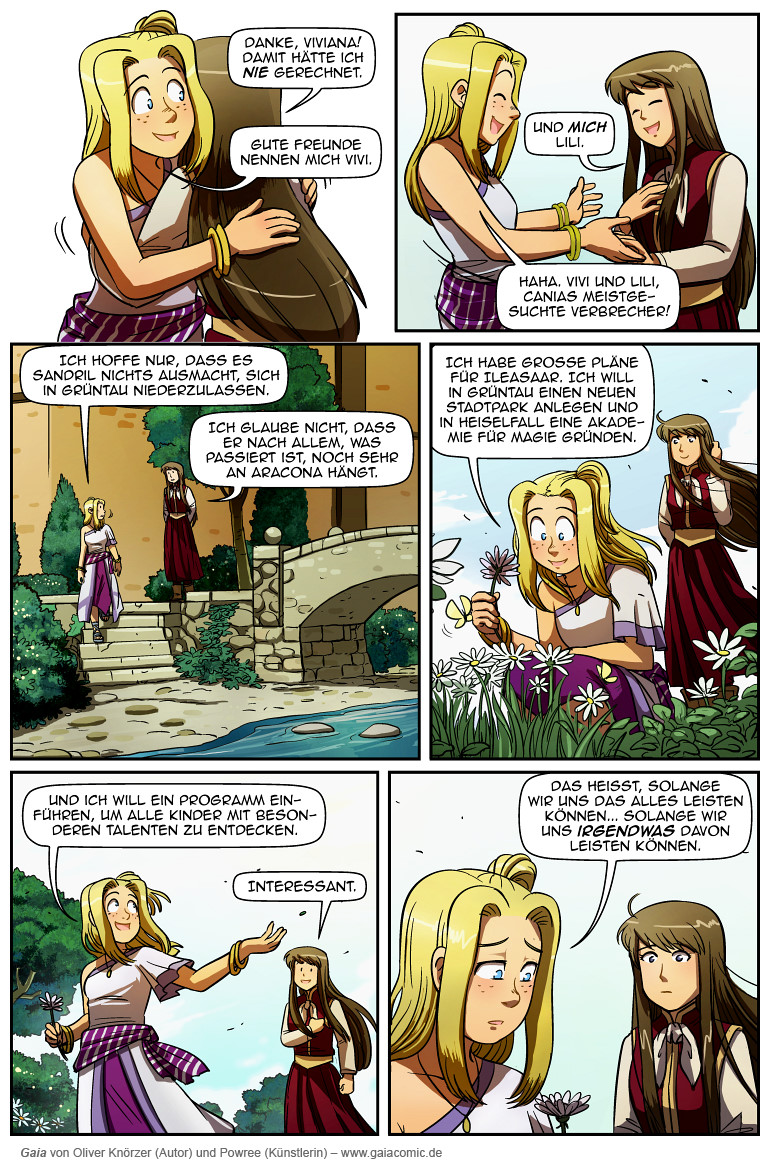 DANKE, VIVIANA!
DAMIT HÄTTE ICH
NIE GERECHNET.
GUTE FREUNDE
NENNEN MICH VIVI.
UND MICH
LILI.
HAHA. VIVI UND LILI,
CANIAS MEISTGE-
SUCHTE VERBRECHER!
ICH HOFFE NUR, DASS ES
SANDRIL NICHTS AUSMACHT, SICH
IN GRÜNTAU NIEDERZULASSEN.
ICH GLAUBE NICHT, DASS
ER NACH ALLEM, WAS
PASSIERT IST, NOCH SEHR
AN ARACONA HÄNGT.
ICH HABE GROSSE PLÄNE
FÜR ILEASAAR. ICH WILL
IN GRÜNTAU EINEN NEUEN
STADTPARK ANLEGEN UND
IN HEISELFALL EINE AKADE-
MIE FÜR MAGIE GRÜNDEN.
UND ICH WILL EIN PROGRAMM EIN-
FÜHREN, UM ALLE KINDER MIT BESON-
DEREN TALENTEN ZU ENTDECKEN.
INTERESSANT.
DAS HEISST, SOLANGE
WIR UNS DAS ALLES LEISTEN
KÖNNEN... SOLANGE WIR
UNS IRGENDWAS DAVON
LEISTEN KÖNNEN.
Gaia von Oliver Knörzer (Autor) und Powree (Künstlerin) – www.gaiacomic.de